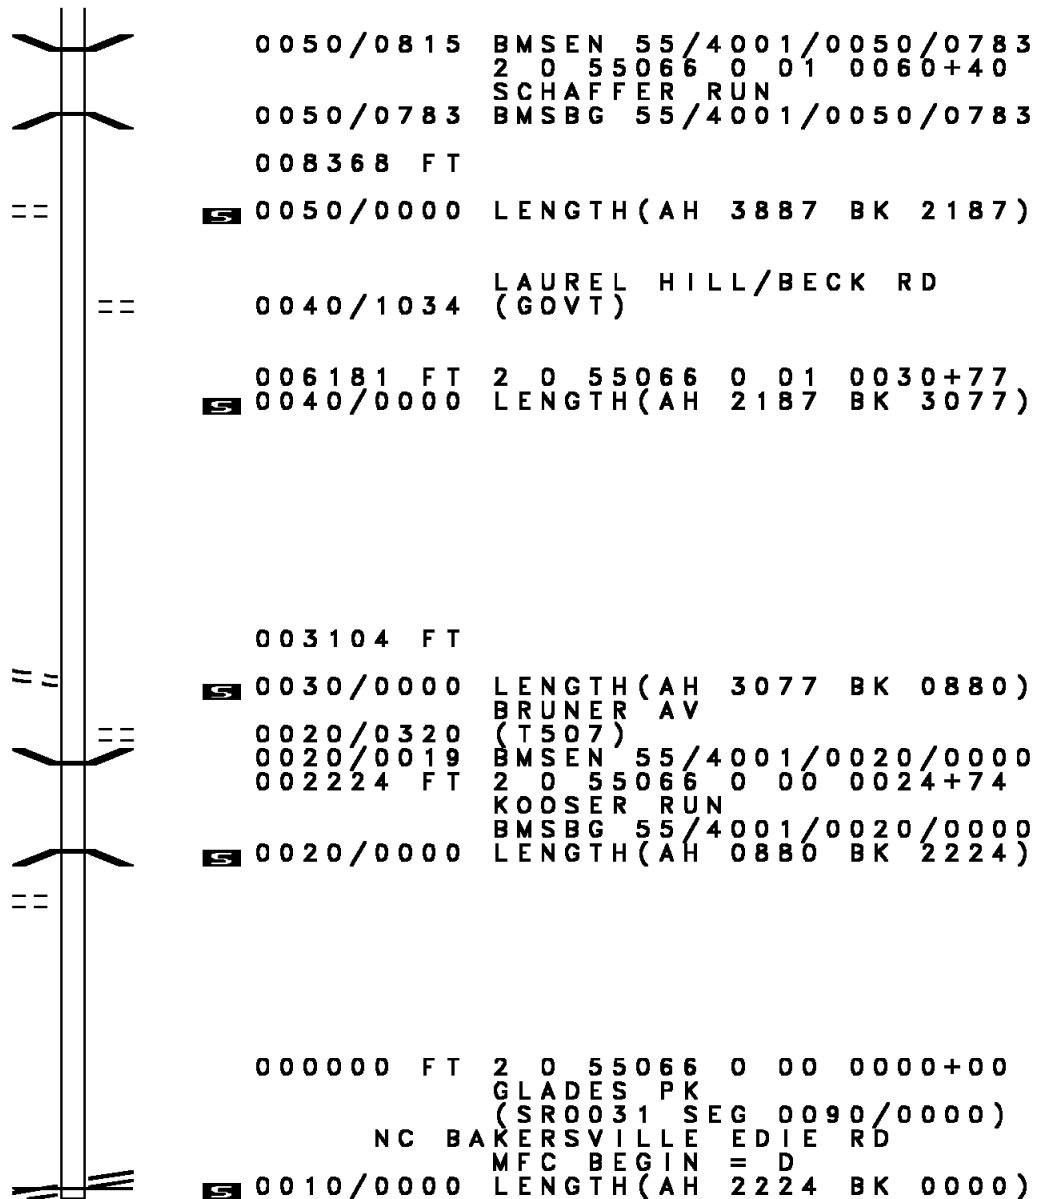 0050/0815 BMSEN 55/4001/0050/0783
2 0 55066 0 01 0060+40
SCHAFFER RUN
0050/0783 BMSBG 55/4001/0050/0783
008368 FT
S 0050/0000 LENGTH(AH 3887 BK 2187)
LAUREL HILL/BECK RD
0040/1034 (GOVT)
006181 FT 2 0 55066 0 01 0030+77
S 0040/0000 LENGTH(AH 2187 BK 3077)
003104 FT
S 0030/0000 LENGTH(AH 3077 BK 0880)
BRUNER AV
0020/0320 (T507)
0020/0019 BMSEN 55/4001/0020/0000
002224 FT 2 0 55066 0 00 0024+74
KOOSER RUN
BMSBG 55/4001/0020/0000
S 0020/0000 LENGTH(AH 0880 BK 2224)
000000 FT 2 0 55066 0 00 0000+00
GLADES PK
(SR0031 SEG 0090/0000)
NC BAKERSVILLE EDIE RD
MFC BEGIN = D
S 0010/0000 LENGTH(AH 2224 BK 0000)